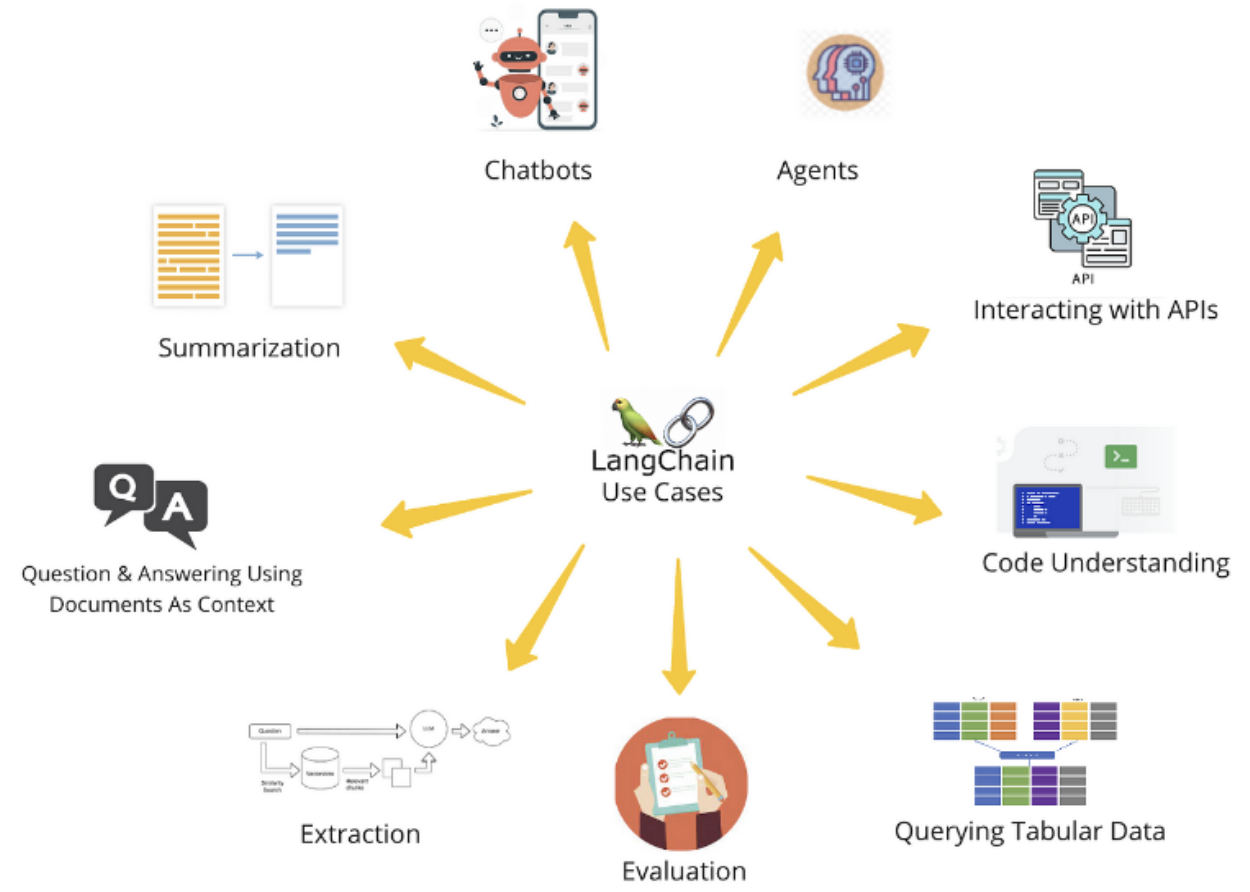 Chatbots
Agents
API
API
Interacting with APIs
Summarization
LangChain
Use Cases
Q
A
Question & Answering Using
Documents As Context
>_
Code Understanding
Question
LLM
Answer
Similarity
Search
Vectorstore
Relevant
chunks
Extraction
Evaluation
Querying Tabular Data